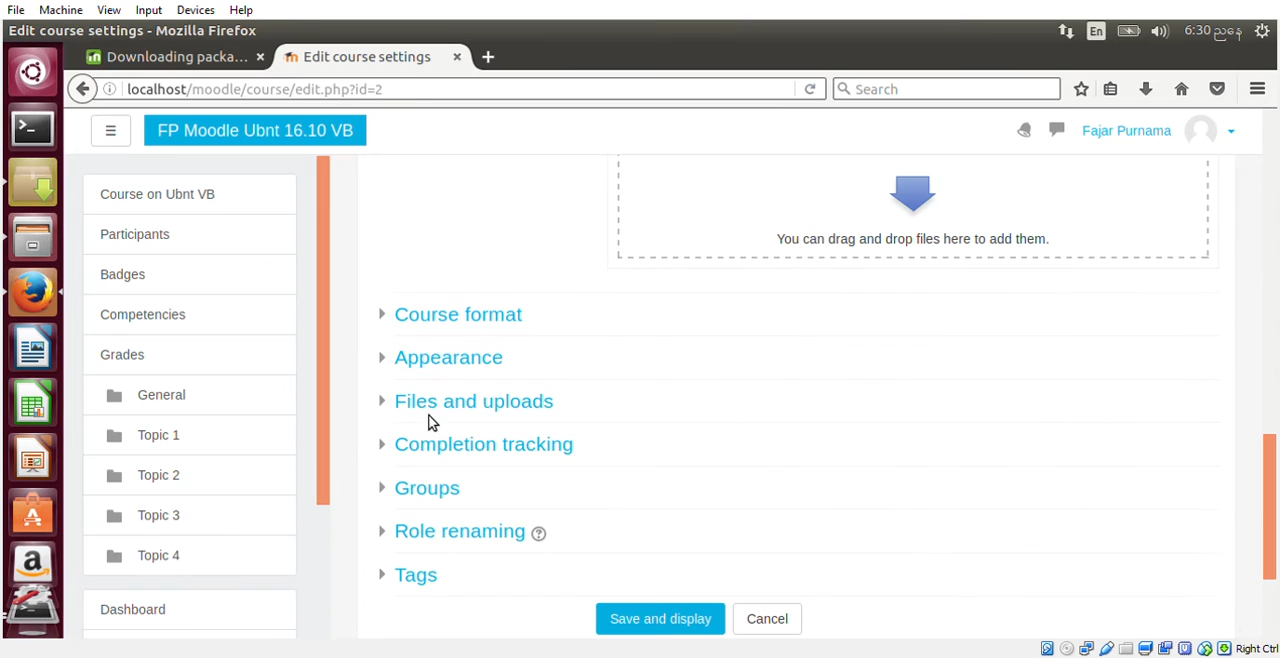 File Machine View Input Devices Help
Edit course settings - Mozilla Firefox
En 6:30 ညနေ
Downloading packa... × Edit course settings × +
localhost/moodle/course/edit.php?id=2 Search
FP Moodle Ubnt 16.10 VB Fajar Purnama
Course on Ubnt VB
Participants
Badges
Competencies
Grades
General
Topic 1
Topic 2
Topic 3
Topic 4
Dashboard
You can drag and drop files here to add them.
Course format
Appearance
Files and uploads
Completion tracking
Groups
Role renaming
Tags
Save and display Cancel
Right Ctrl